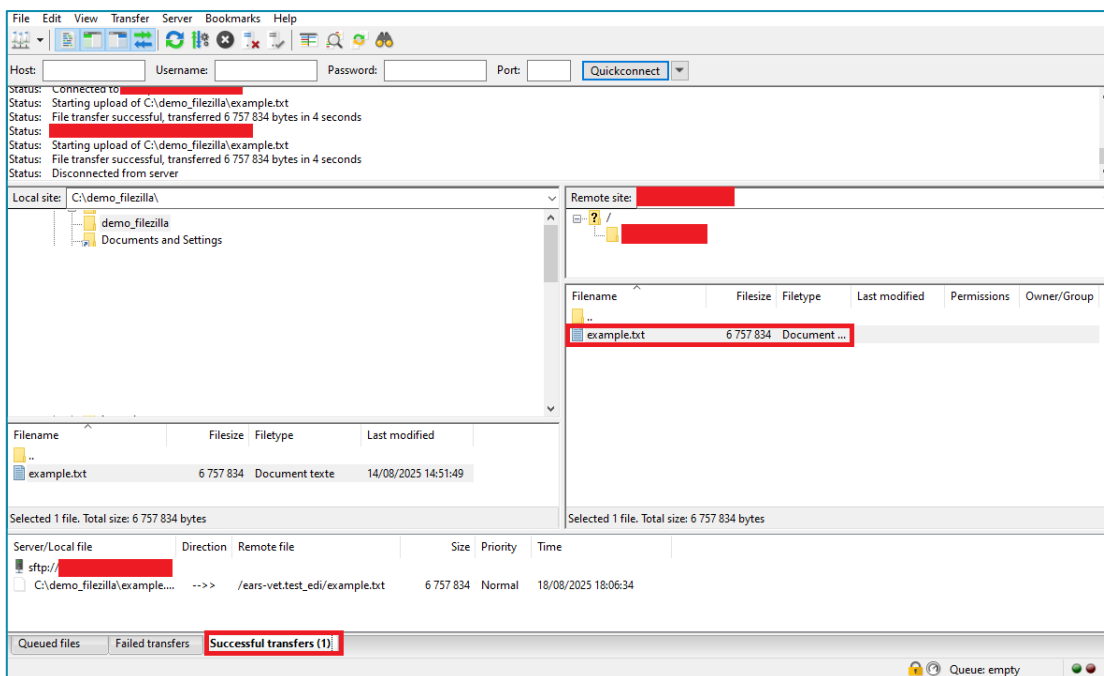 File Edit View Transfer Server Bookmarks Help
Host: Username: Password: Port: Quickconnect
Status: Connected to
Status: Starting upload of C:\demo_filezilla\example.txt
Status: File transfer successful, transferred 6 757 834 bytes in 4 seconds
Status:
Status: Starting upload of C:\demo_filezilla\example.txt
Status: File transfer successful, transferred 6 757 834 bytes in 4 seconds
Status: Disconnected from server
Local site: C:\demo_filezilla\
demo_filezilla
Documents and Settings
Filename Filesize Filetype Last modified
..
example.txt 6 757 834 Document texte 14/08/2025 14:51:49
Selected 1 file. Total size: 6 757 834 bytes
Remote site:
? /
Filename Filesize Filetype Last modified Permissions Owner/Group
..
example.txt 6 757 834 Document ...
Selected 1 file. Total size: 6 757 834 bytes
Server/Local file Direction Remote file Size Priority Time
sftp://
C:\demo_filezilla\example.... -->> /ears-vet.test_edi/example.txt 6 757 834 Normal 18/08/2025 18:06:34
Queued files Failed transfers Successful transfers (1)
Queue: empty